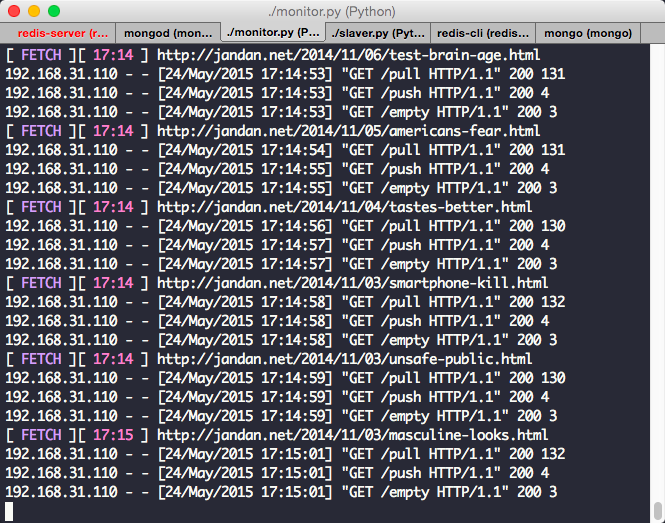 ./monitor.py (Python)
redis-server (r... mongod (mon... ./monitor.py (P... ./slaver.py (Pyt... redis-cli (redis... mongo (mongo)
[ FETCH ][ 17:14 ] http://jandan.net/2014/11/06/test-brain-age.html
192.168.31.110 - - [24/May/2015 17:14:53] "GET /pull HTTP/1.1" 200 131
192.168.31.110 - - [24/May/2015 17:14:53] "GET /push HTTP/1.1" 200 4
192.168.31.110 - - [24/May/2015 17:14:53] "GET /empty HTTP/1.1" 200 3
[ FETCH ][ 17:14 ] http://jandan.net/2014/11/05/americans-fear.html
192.168.31.110 - - [24/May/2015 17:14:54] "GET /pull HTTP/1.1" 200 131
192.168.31.110 - - [24/May/2015 17:14:55] "GET /push HTTP/1.1" 200 4
192.168.31.110 - - [24/May/2015 17:14:55] "GET /empty HTTP/1.1" 200 3
[ FETCH ][ 17:14 ] http://jandan.net/2014/11/04/tastes-better.html
192.168.31.110 - - [24/May/2015 17:14:56] "GET /pull HTTP/1.1" 200 130
192.168.31.110 - - [24/May/2015 17:14:57] "GET /push HTTP/1.1" 200 4
192.168.31.110 - - [24/May/2015 17:14:57] "GET /empty HTTP/1.1" 200 3
[ FETCH ][ 17:14 ] http://jandan.net/2014/11/03/smartphone-kill.html
192.168.31.110 - - [24/May/2015 17:14:58] "GET /pull HTTP/1.1" 200 132
192.168.31.110 - - [24/May/2015 17:14:58] "GET /push HTTP/1.1" 200 4
192.168.31.110 - - [24/May/2015 17:14:58] "GET /empty HTTP/1.1" 200 3
[ FETCH ][ 17:14 ] http://jandan.net/2014/11/03/unsafe-public.html
192.168.31.110 - - [24/May/2015 17:14:59] "GET /pull HTTP/1.1" 200 130
192.168.31.110 - - [24/May/2015 17:14:59] "GET /push HTTP/1.1" 200 4
192.168.31.110 - - [24/May/2015 17:14:59] "GET /empty HTTP/1.1" 200 3
[ FETCH ][ 17:15 ] http://jandan.net/2014/11/03/masculine-looks.html
192.168.31.110 - - [24/May/2015 17:15:01] "GET /pull HTTP/1.1" 200 132
192.168.31.110 - - [24/May/2015 17:15:01] "GET /push HTTP/1.1" 200 4
192.168.31.110 - - [24/May/2015 17:15:01] "GET /empty HTTP/1.1" 200 3